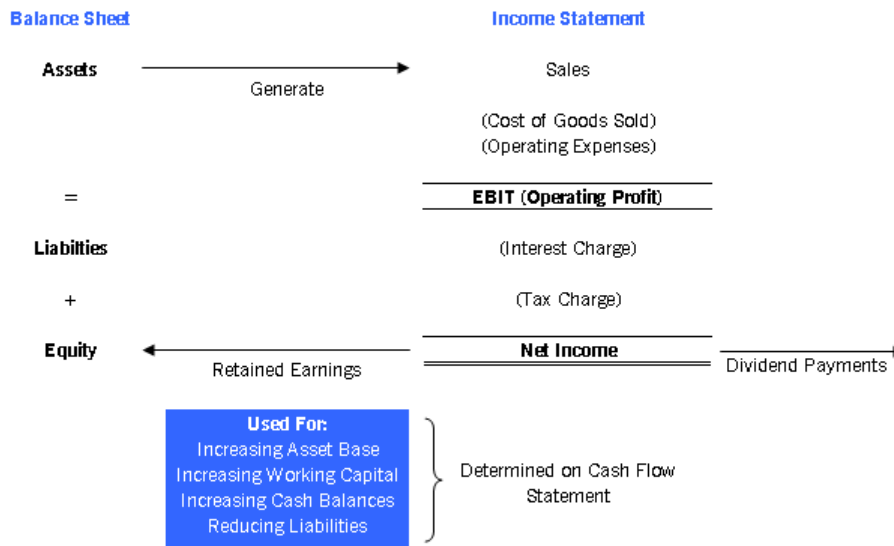 Balance Sheet
Income Statement
Assets
Generate
Sales
(Cost of Goods Sold)
(Operating Expenses)
=
EBIT (Operating Profit)
Liabilties
(Interest Charge)
+
(Tax Charge)
Equity
Retained Earnings
Net Income
Dividend Payments
Used For:
Increasing Asset Base
Increasing Working Capital
Increasing Cash Balances
Reducing Liabilities
Determined on Cash Flow
Statement